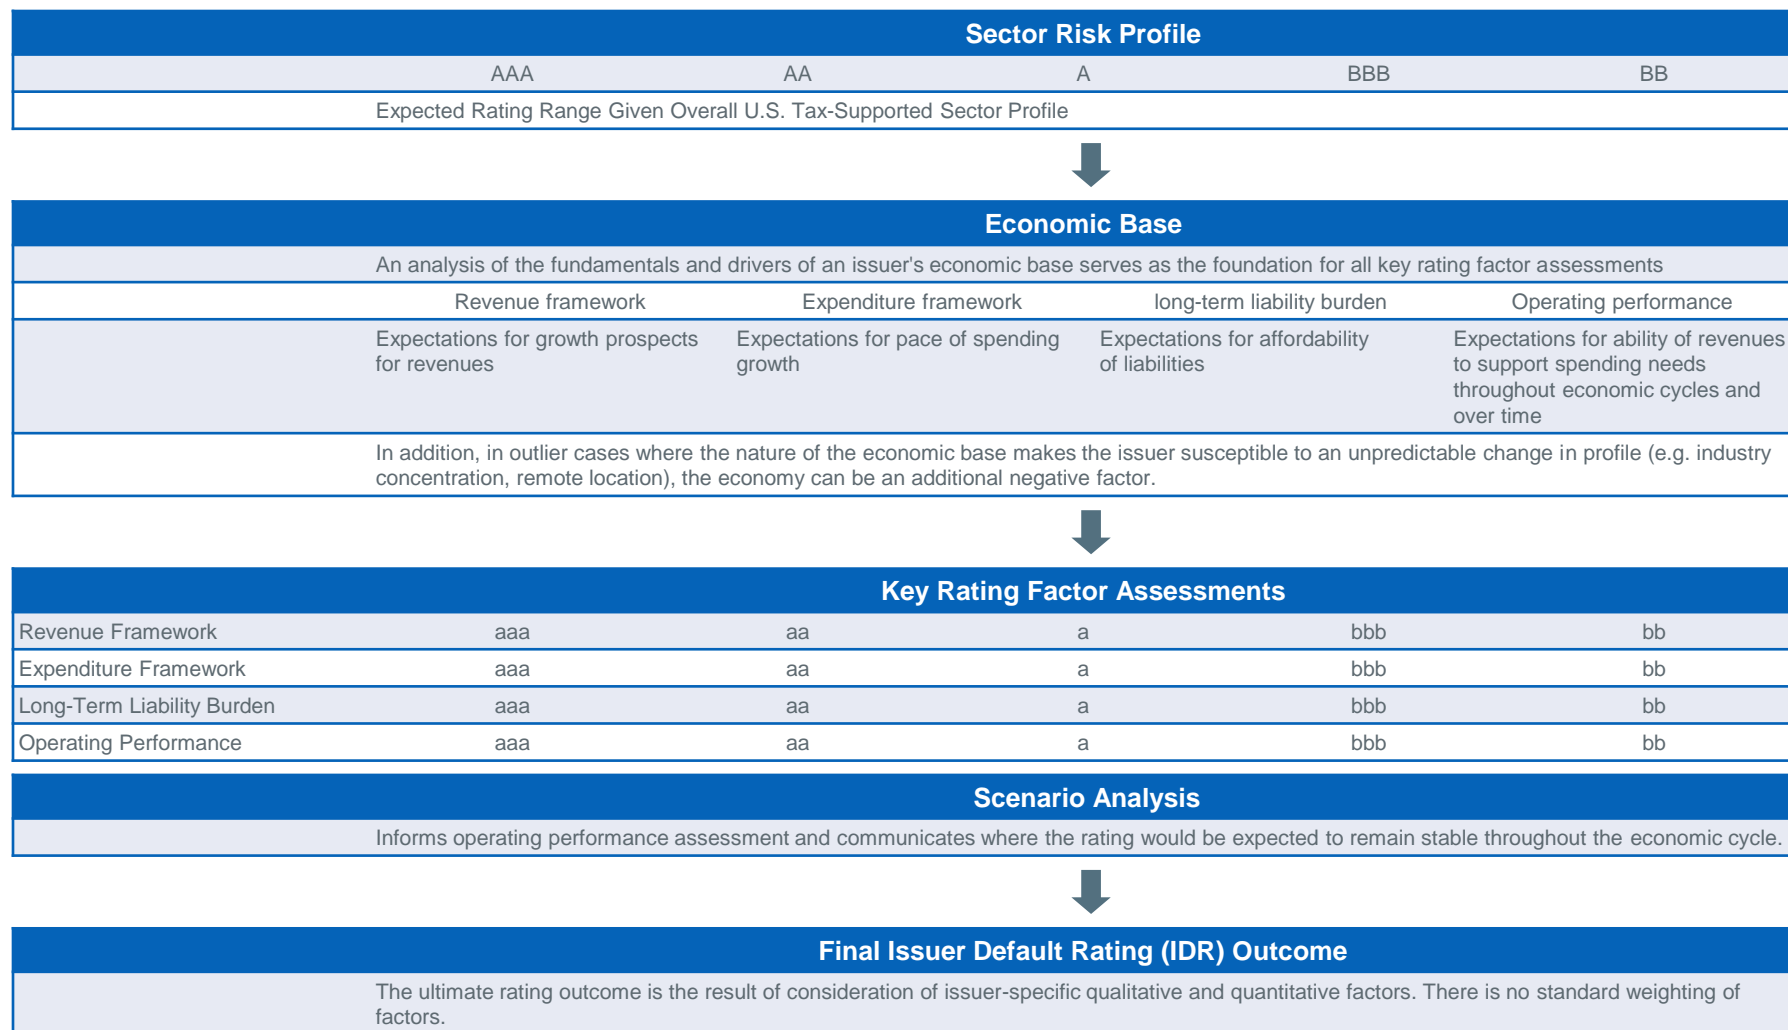 Sector Risk Profile
AAA AA A BBB BB
Expected Rating Range Given Overall U.S. Tax-Supported Sector Profile
Economic Base
An analysis of the fundamentals and drivers of an issuer's economic base serves as the foundation for all key rating factor assessments
Revenue framework Expenditure framework long-term liability burden Operating performance
Expectations for growth prospects Expectations for pace of spending Expectations for affordability Expectations for ability of revenues
for revenues growth of liabilities to support spending needs
throughout economic cycles and
over time
In addition, in outlier cases where the nature of the economic base makes the issuer susceptible to an unpredictable change in profile (e.g. industry
concentration, remote location), the economy can be an additional negative factor.
Key Rating Factor Assessments
Revenue Framework aaa aa a bbb bb
Expenditure Framework aaa aa a bbb bb
Long-Term Liability Burden aaa aa a bbb bb
Operating Performance aaa aa a bbb bb
Scenario Analysis
Informs operating performance assessment and communicates where the rating would be expected to remain stable throughout the economic cycle.
Final Issuer Default Rating (IDR) Outcome
The ultimate rating outcome is the result of consideration of issuer-specific qualitative and quantitative factors. There is no standard weighting of
factors.